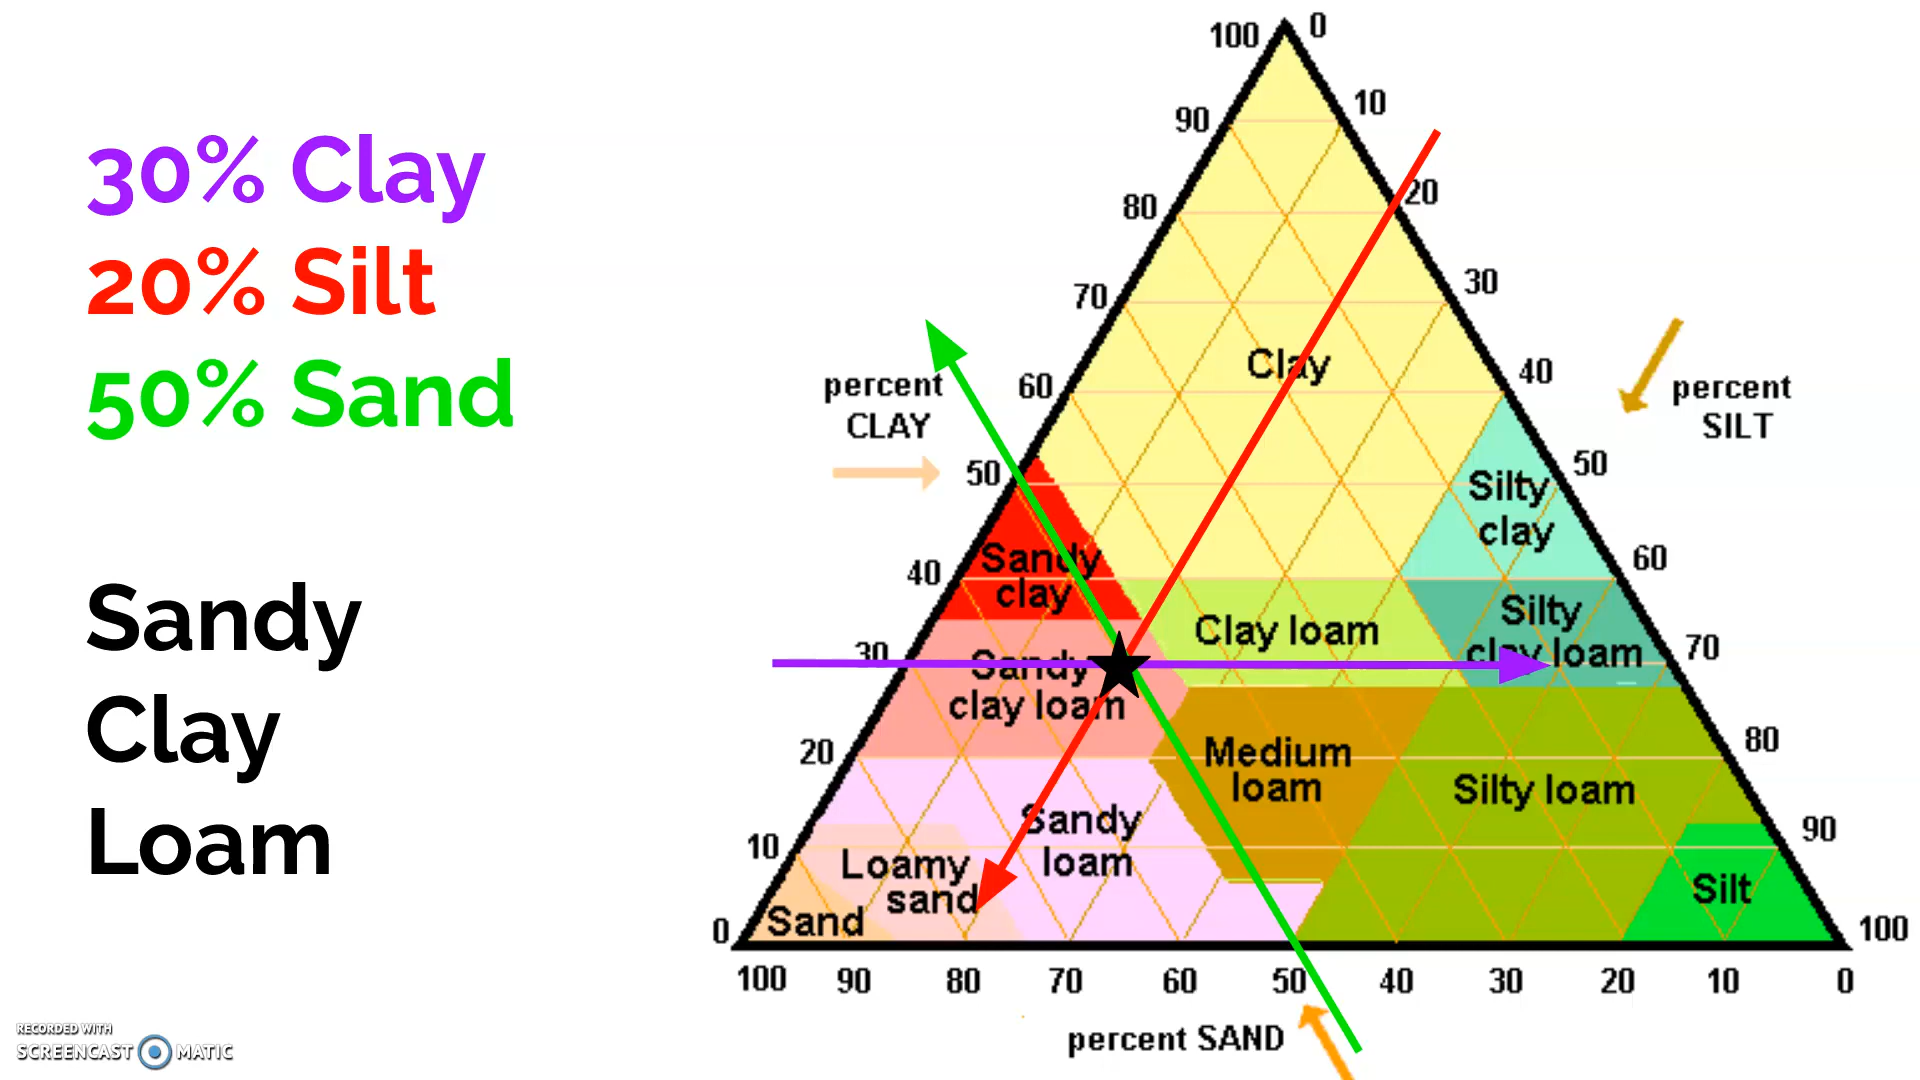 30% Clay
20% Silt
50% Sand
Sandy
Clay
Loam
100
0
90
10
80
20
70
30
Clay
60
40
percent
CLAY
percent
SILT
50
50
Silty
clay
40
Sandy
clay
60
Silty
clay loam
Clay loam
30
70
Sandy
clay loam
20
80
Medium
loam
Silty loam
10
90
Sandy
loam
Loamy
sand
Silt
Sand
0
100
100 90 80 70 60 50 40 30 20 10 0
percent SAND
RECORDED WITH
SCREENCAST MATIC